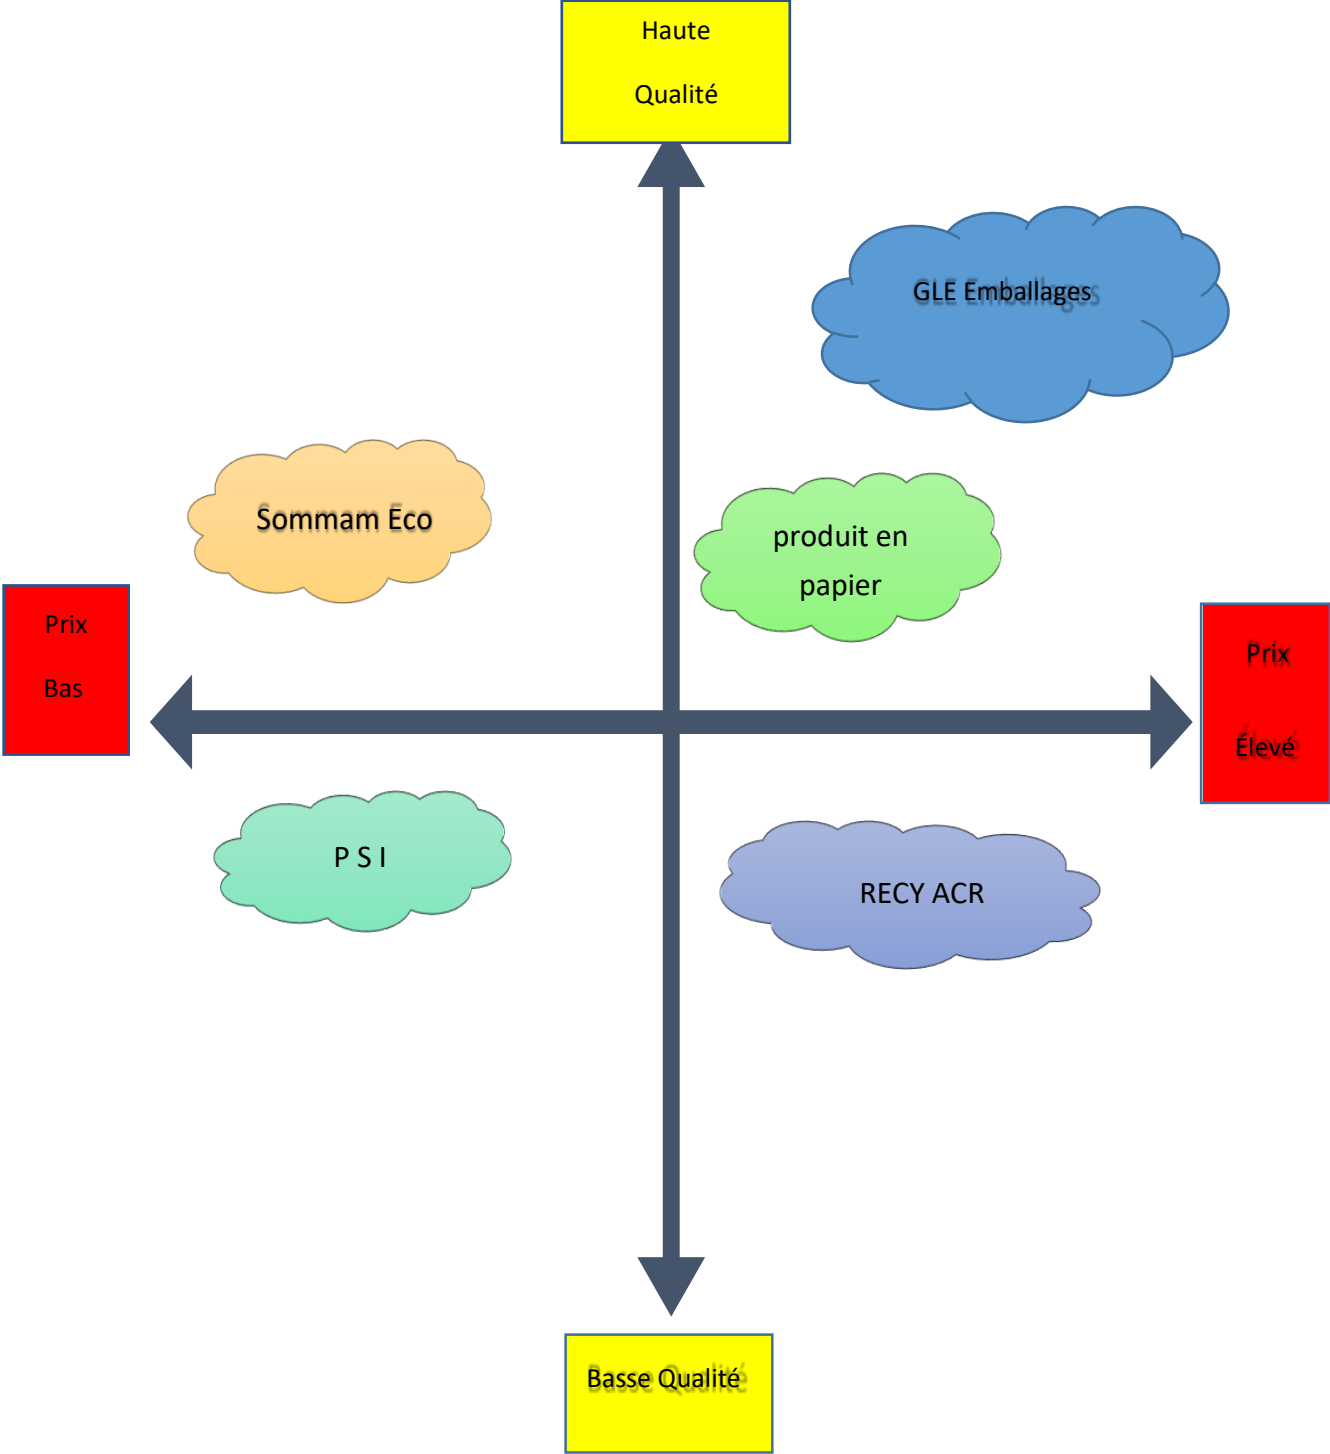 Haute
Qualité
GLE Emballages
Sommam Eco
produit en
papier
Prix
Bas
Prix
Élevé
P S I
RECY ACR
Basse Qualité